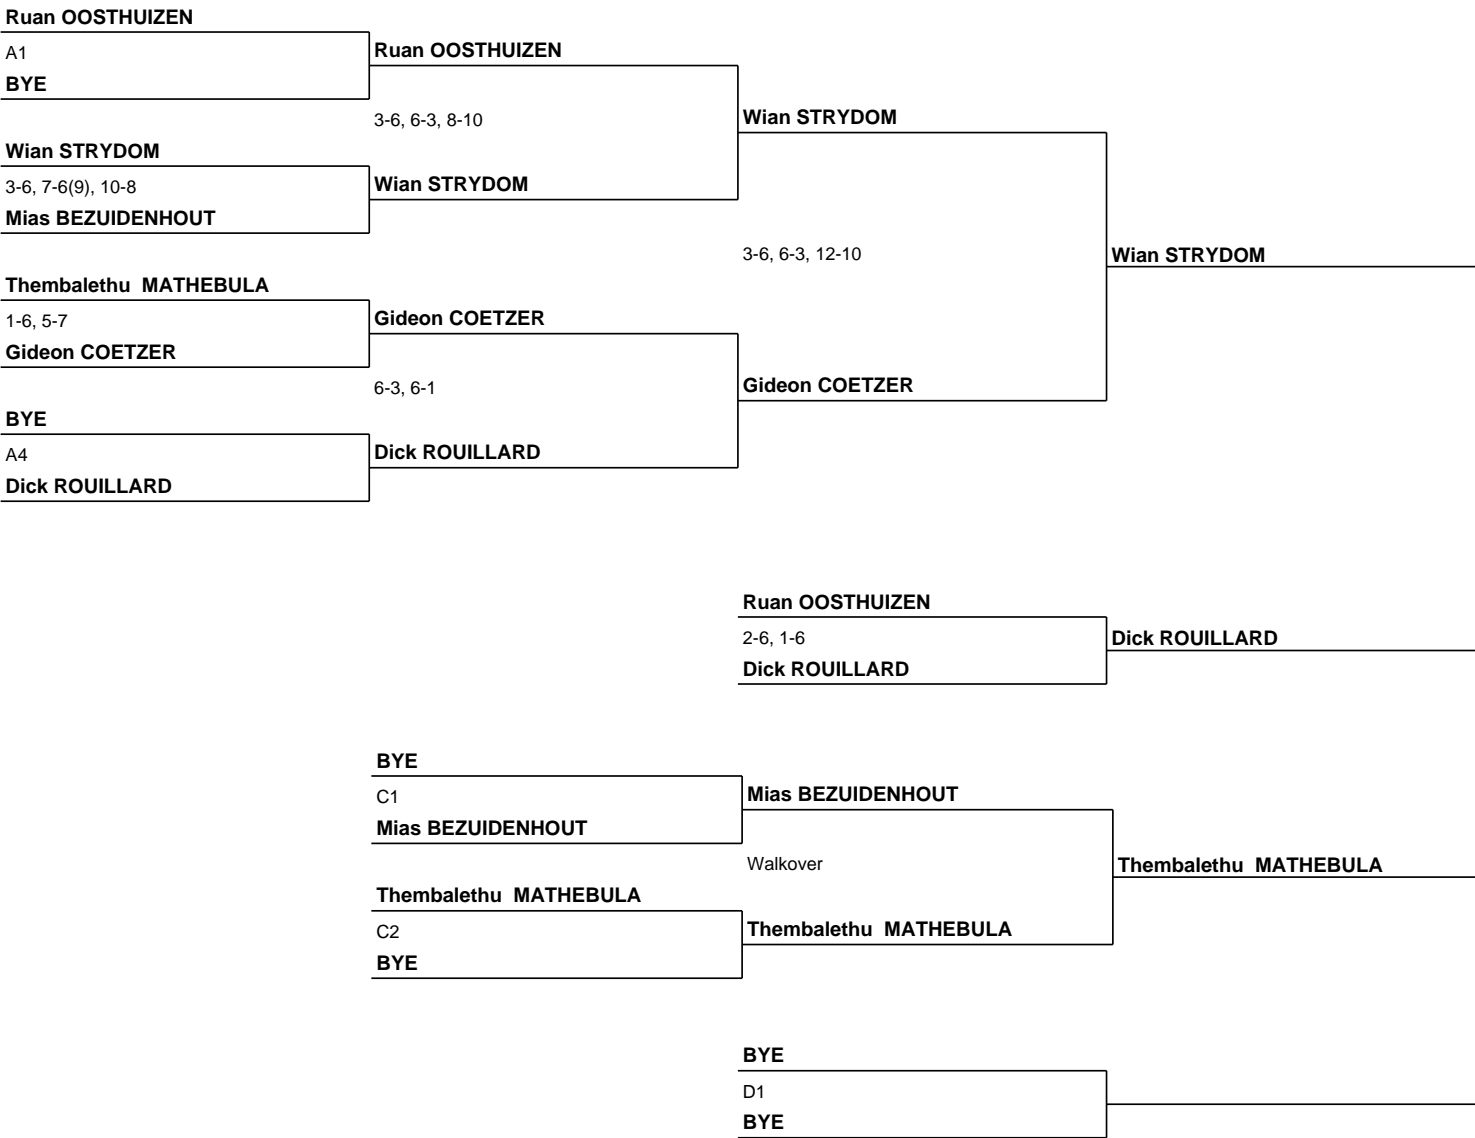 Ruan OOSTHUIZEN
A1
BYE
Ruan OOSTHUIZEN
3-6, 6-3, 8-10
Wian STRYDOM
Wian STRYDOM
3-6, 7-6(9), 10-8
Mias BEZUIDENHOUT
Wian STRYDOM
3-6, 6-3, 12-10
Wian STRYDOM
Thembalethu MATHEBULA
1-6, 5-7
Gideon COETZER
Gideon COETZER
6-3, 6-1
Gideon COETZER
BYE
A4
Dick ROUILLARD
Dick ROUILLARD
Ruan OOSTHUIZEN
2-6, 1-6
Dick ROUILLARD
Dick ROUILLARD
BYE
C1
Mias BEZUIDENHOUT
Mias BEZUIDENHOUT
Walkover
Thembalethu MATHEBULA
Thembalethu MATHEBULA
C2
BYE
Thembalethu MATHEBULA
BYE
D1
BYE